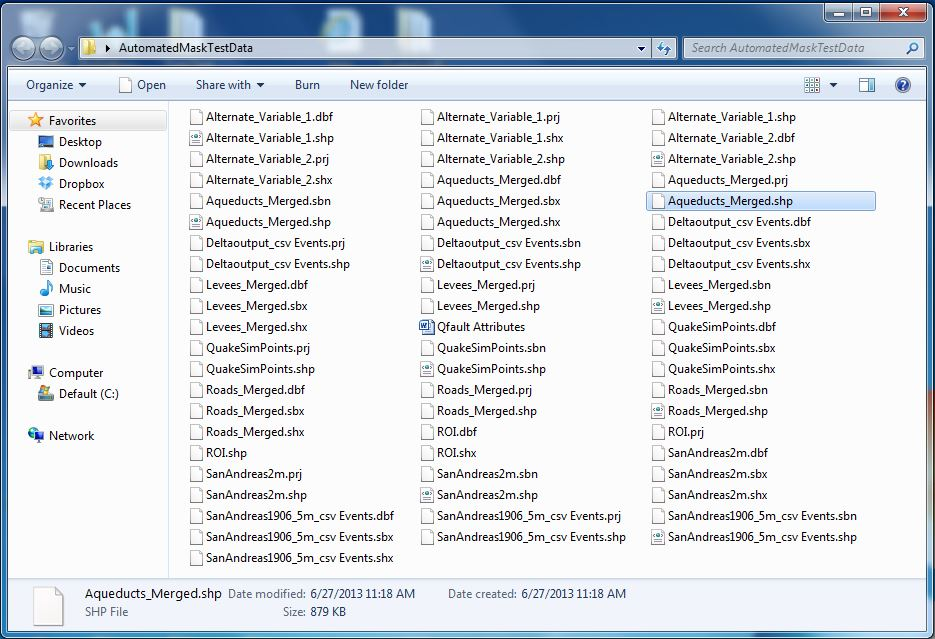 AutomatedMaskTestData
Search AutomatedMaskTestData
Organize Open Share with Burn New folder
Favorites
Desktop
Downloads
Dropbox
Recent Places
Libraries
Documents
Music
Pictures
Videos
Computer
Default (C:)
Network
Alternate_Variable_1.dbf Alternate_Variable_1.prj Alternate_Variable_1.shp
Alternate_Variable_1.shp Alternate_Variable_1.shx Alternate_Variable_2.dbf
Alternate_Variable_2.prj Alternate_Variable_2.shp Alternate_Variable_2.shp
Alternate_Variable_2.shx Aqueducts_Merged.dbf Aqueducts_Merged.prj
Aqueducts_Merged.sbn Aqueducts_Merged.sbx Aqueducts_Merged.shp
Aqueducts_Merged.shp Aqueducts_Merged.shx Deltaoutput_csv Events.dbf
Deltaoutput_csv Events.prj Deltaoutput_csv Events.sbn Deltaoutput_csv Events.sbx
Deltaoutput_csv Events.shp Deltaoutput_csv Events.shp Deltaoutput_csv Events.shx
Levees_Merged.dbf Levees_Merged.prj Levees_Merged.sbn
Levees_Merged.sbx Levees_Merged.shp Levees_Merged.shp
Levees_Merged.shx Qfault Attributes QuakeSimPoints.dbf
QuakeSimPoints.prj QuakeSimPoints.sbn QuakeSimPoints.sbx
QuakeSimPoints.shp QuakeSimPoints.shp QuakeSimPoints.shx
Roads_Merged.dbf Roads_Merged.prj Roads_Merged.sbn
Roads_Merged.sbx Roads_Merged.shp Roads_Merged.shp
Roads_Merged.shx ROI.dbf ROI.prj
ROI.shp ROI.shx SanAndreas2m.dbf
SanAndreas2m.prj SanAndreas2m.sbn SanAndreas2m.sbx
SanAndreas2m.shp SanAndreas2m.shp SanAndreas2m.shx
SanAndreas1906_5m_csv Events.dbf SanAndreas1906_5m_csv Events.prj SanAndreas1906_5m_csv Events.sbn
SanAndreas1906_5m_csv Events.sbx SanAndreas1906_5m_csv Events.shp SanAndreas1906_5m_csv Events.shp
SanAndreas1906_5m_csv Events.shx
Aqueducts_Merged.shp Date modified: 6/27/2013 11:18 AM Date created: 6/27/2013 11:18 AM
SHP File Size: 879 KB